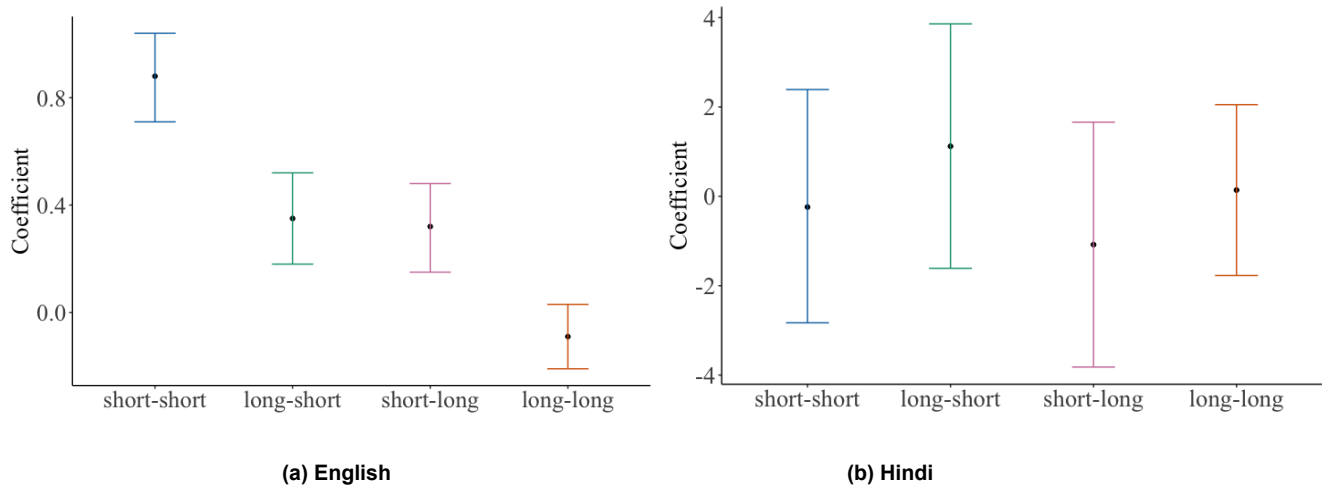 Coefficient
0.8
0.4
0.0
short-short long-short short-long long-long
(a) English
Coefficient
4
2
0
-2
-4
short-short long-short short-long long-long
(b) Hindi